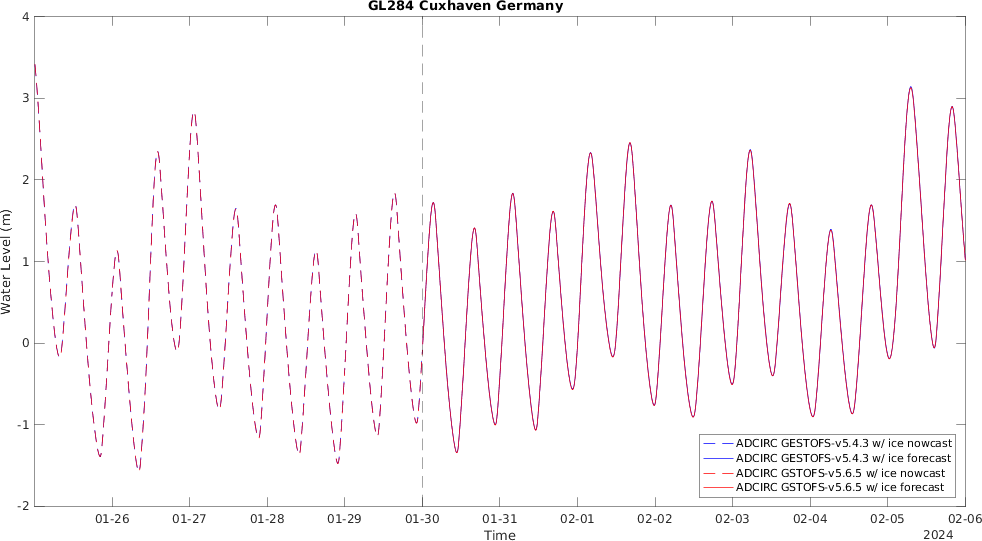 GL284 Cuxhaven Germany
4
3
2
1
0
-1
-2
Water Level (m)
ADCIRC GESTOFS-v5.4.3 w/ ice nowcast
ADCIRC GESTOFS-v5.4.3 w/ ice forecast
ADCIRC GSTOFS-v5.6.5 w/ ice nowcast
ADCIRC GSTOFS-v5.6.5 w/ ice forecast
01-26 01-27 01-28 01-29 01-30 01-31 02-01 02-02 02-03 02-04 02-05 02-06
Time
2024